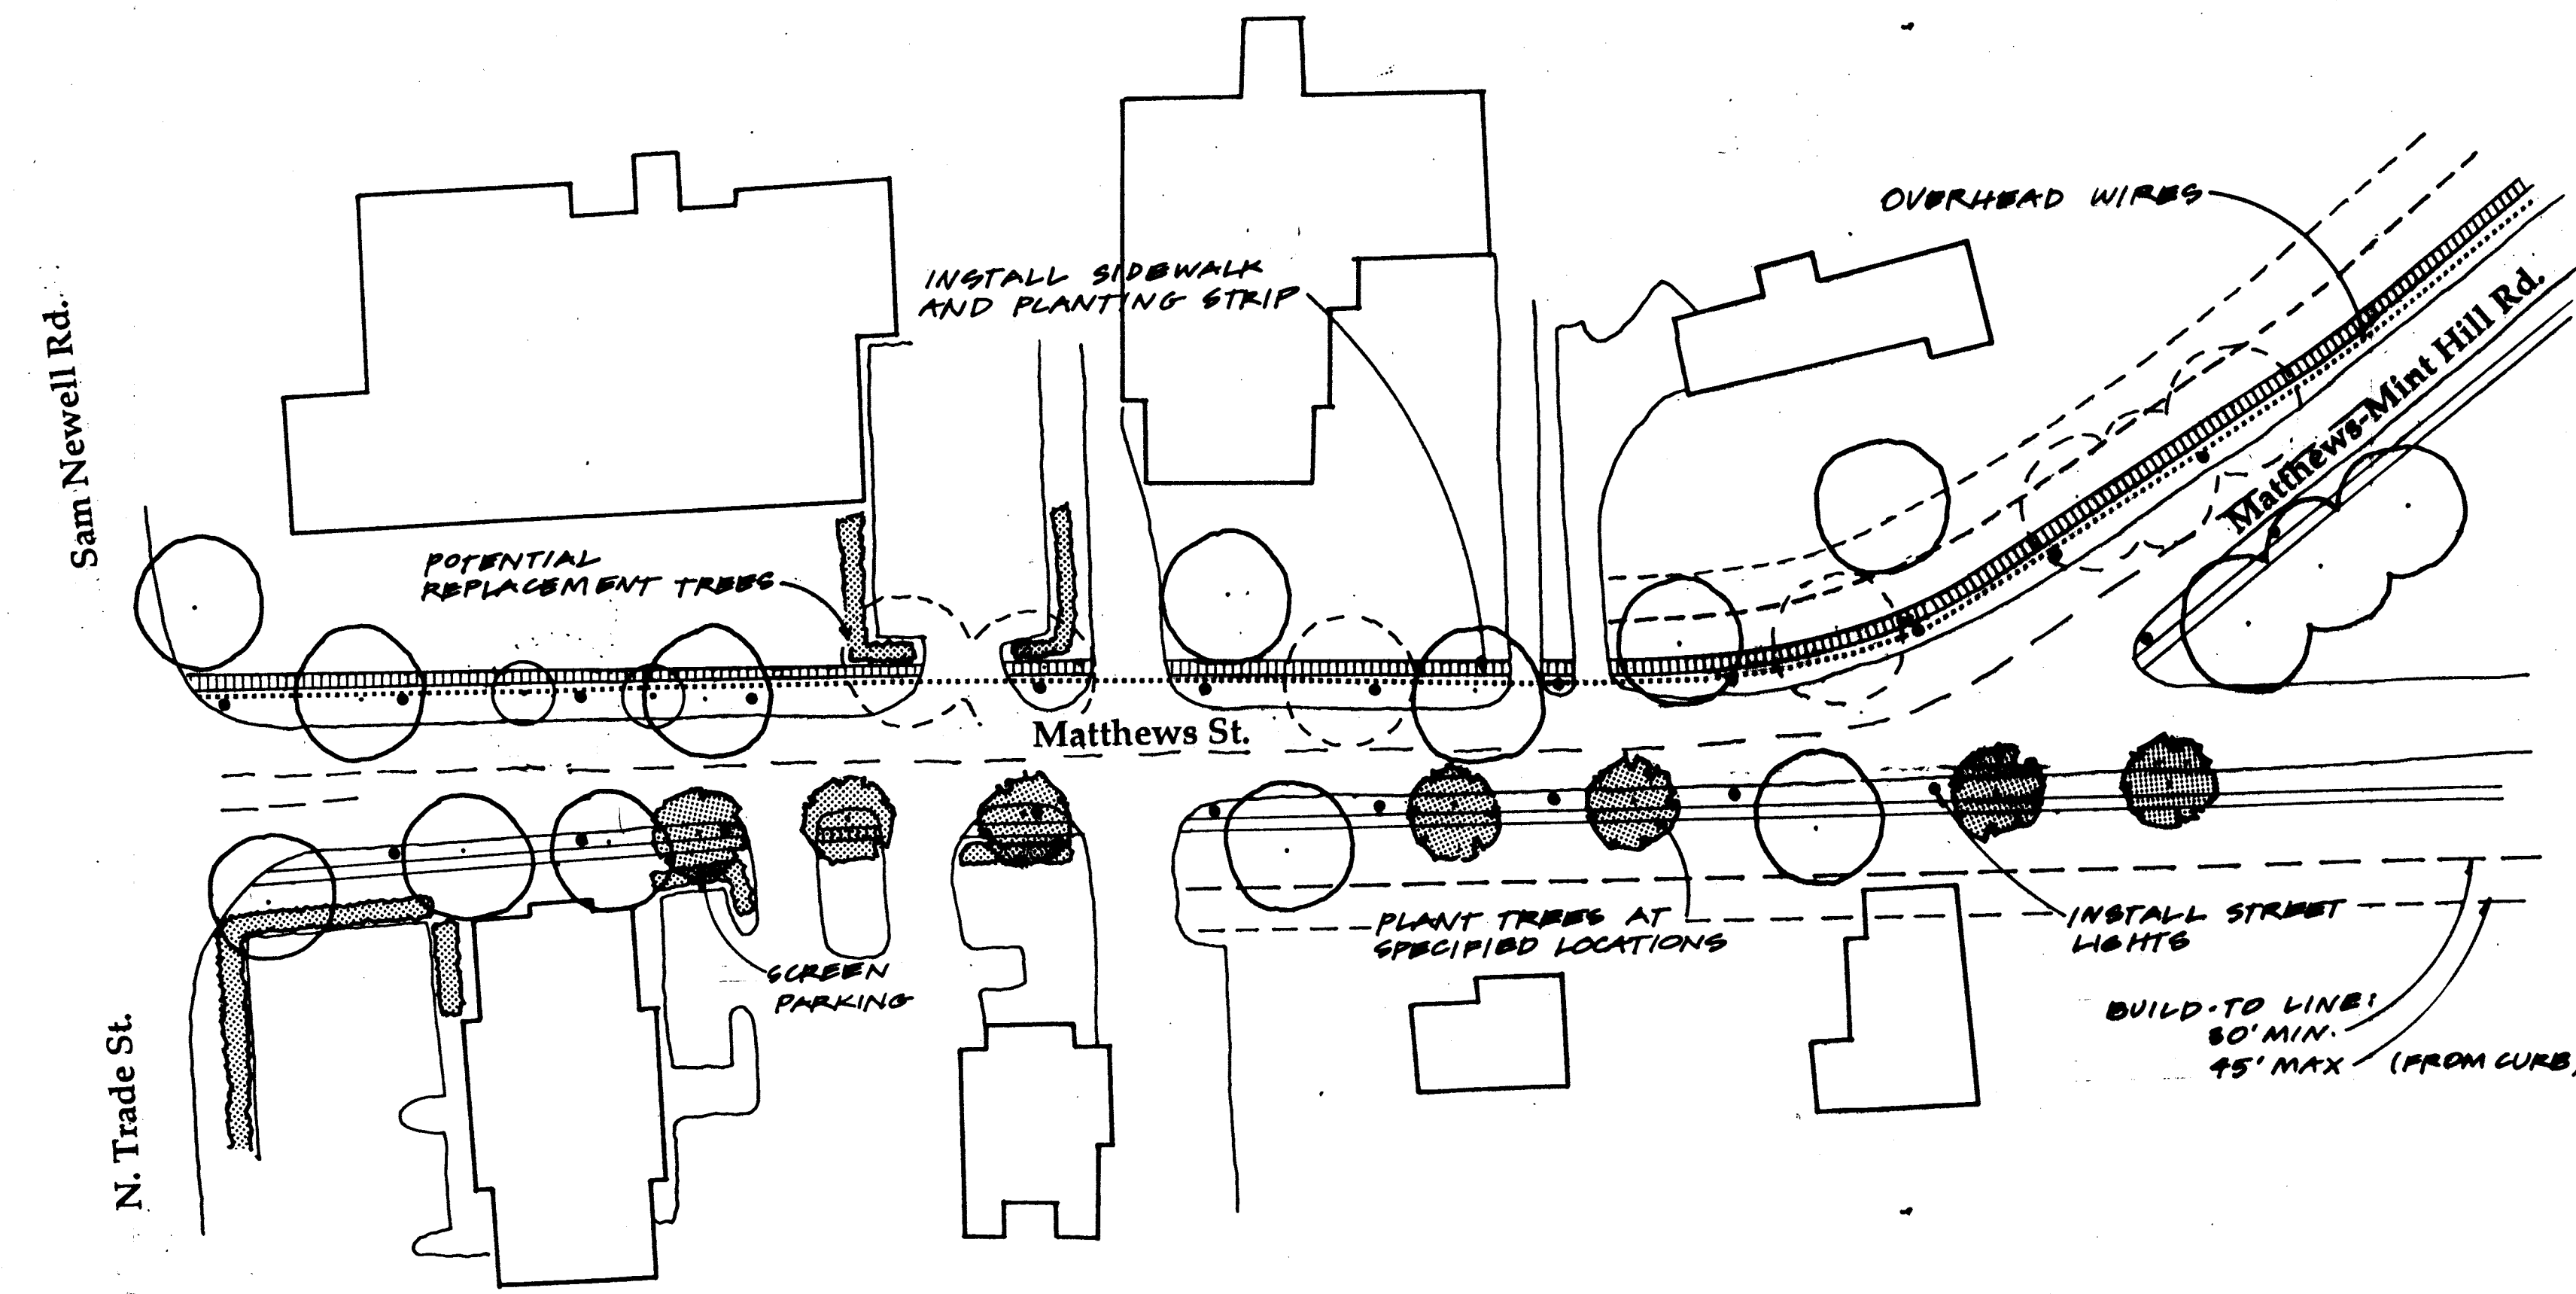 OVERHEAD WIRES
INSTALL SIDEWALK
AND PLANTING STRIP
Sam Newell Rd.
Matthews-Mint Hill Rd.
POTENTIAL
REPLACEMENT TREES
Matthews St.
PLANT TREES AT
SPECIFIED LOCATIONS
INSTALL STREET
LIGHTS
SCREEN
PARKING
N. Trade St.
BUILD-TO LINE:
30' MIN.
45' MAX (FROM CURB)